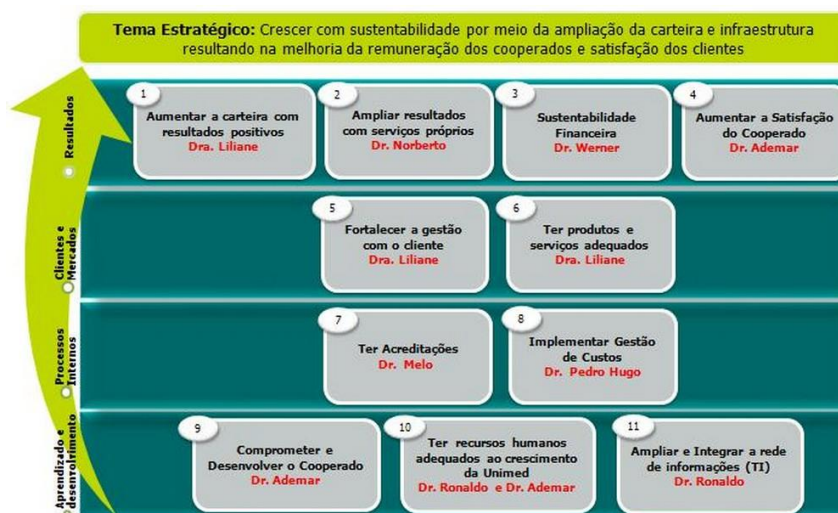 Tema Estratégico: Crescer com sustentabilidade por meio da ampliação da carteira e infraestrutura
resultando na melhoria da remuneração dos cooperados e satisfação dos clientes
Resultados
1
Aumentar a carteira com
resultados positivos
Dra. Liliane
2
Ampliar resultados
com serviços próprios
Dr. Norberto
3
Sustentabilidade
Financeira
Dr. Werner
4
Aumentar a Satisfação
do Cooperado
Dr. Ademar
Clientes e
Mercados
5
Fortalecer a gestão
com o cliente
Dra. Liliane
6
Ter produtos e
serviços adequados
Dra. Liliane
Processos
Internos
7
Ter Acreditações
Dr. Melo
8
Implementar Gestão
de Custos
Dr. Pedro Hugo
Aprendizado e
desenvolrimento
9
Comprometer e
Desenvolver o Cooperado
Dr. Ademar
10
Ter recursos humanos
adequados ao crescimento
da Unimed
Dr. Ronaldo e Dr. Ademar
11
Ampliar e Integrar a rede
de informações (TI)
Dr. Ronaldo